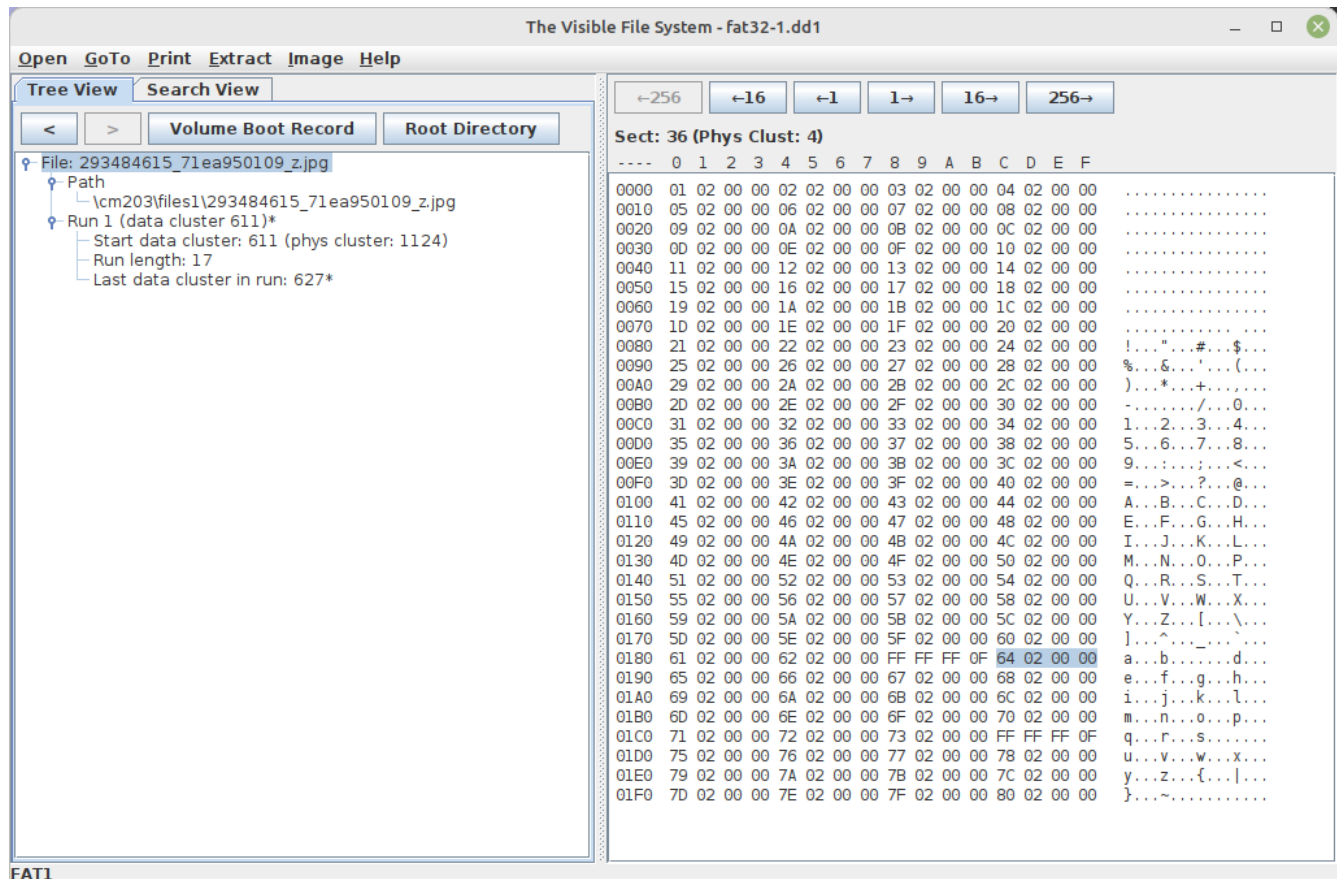 The Visible File System - fat32-1.dd1
Open GoTo Print Extract Image Help
Tree View Search View
< > Volume Boot Record Root Directory
File: 293484615_71ea950109_z.jpg
Path
\cm203\files1\293484615_71ea950109_z.jpg
Run 1 (data cluster 611)*
Start data cluster: 611 (phys cluster: 1124)
Run length: 17
Last data cluster in run: 627*
←256 ←16 ←1 1→ 16→ 256→
Sect: 36 (Phys Clust: 4)
---- 0 1 2 3 4 5 6 7 8 9 A B C D E F
0000 01 02 00 00 02 02 00 00 03 02 00 00 04 02 00 00 ................
0010 05 02 00 00 06 02 00 00 07 02 00 00 08 02 00 00 ................
0020 09 02 00 00 0A 02 00 00 0B 02 00 00 0C 02 00 00 ................
0030 0D 02 00 00 0E 02 00 00 0F 02 00 00 10 02 00 00 ................
0040 11 02 00 00 12 02 00 00 13 02 00 00 14 02 00 00 ................
0050 15 02 00 00 16 02 00 00 17 02 00 00 18 02 00 00 ................
0060 19 02 00 00 1A 02 00 00 1B 02 00 00 1C 02 00 00 ................
0070 1D 02 00 00 1E 02 00 00 1F 02 00 00 20 02 00 00 ............ ...
0080 21 02 00 00 22 02 00 00 23 02 00 00 24 02 00 00 !..."...#...$...
0090 25 02 00 00 26 02 00 00 27 02 00 00 28 02 00 00 %...&...'...(...
00A0 29 02 00 00 2A 02 00 00 2B 02 00 00 2C 02 00 00 )...*...+...,...
00B0 2D 02 00 00 2E 02 00 00 2F 02 00 00 30 02 00 00 -......./...0...
00C0 31 02 00 00 32 02 00 00 33 02 00 00 34 02 00 00 1...2...3...4...
00D0 35 02 00 00 36 02 00 00 37 02 00 00 38 02 00 00 5...6...7...8...
00E0 39 02 00 00 3A 02 00 00 3B 02 00 00 3C 02 00 00 9...:...;...<...
00F0 3D 02 00 00 3E 02 00 00 3F 02 00 00 40 02 00 00 =...>...?...@...
0100 41 02 00 00 42 02 00 00 43 02 00 00 44 02 00 00 A...B...C...D...
0110 45 02 00 00 46 02 00 00 47 02 00 00 48 02 00 00 E...F...G...H...
0120 49 02 00 00 4A 02 00 00 4B 02 00 00 4C 02 00 00 I...J...K...L...
0130 4D 02 00 00 4E 02 00 00 4F 02 00 00 50 02 00 00 M...N...O...P...
0140 51 02 00 00 52 02 00 00 53 02 00 00 54 02 00 00 Q...R...S...T...
0150 55 02 00 00 56 02 00 00 57 02 00 00 58 02 00 00 U...V...W...X...
0160 59 02 00 00 5A 02 00 00 5B 02 00 00 5C 02 00 00 Y...Z...[...\...
0170 5D 02 00 00 5E 02 00 00 5F 02 00 00 60 02 00 00 ]...^..._...`...
0180 61 02 00 00 62 02 00 00 FF FF FF 0F 64 02 00 00 a...b.......d...
0190 65 02 00 00 66 02 00 00 67 02 00 00 68 02 00 00 e...f...g...h...
01A0 69 02 00 00 6A 02 00 00 6B 02 00 00 6C 02 00 00 i...j...k...l...
01B0 6D 02 00 00 6E 02 00 00 6F 02 00 00 70 02 00 00 m...n...o...p...
01C0 71 02 00 00 72 02 00 00 73 02 00 00 FF FF FF 0F q...r...s.......
01D0 75 02 00 00 76 02 00 00 77 02 00 00 78 02 00 00 u...v...w...x...
01E0 79 02 00 00 7A 02 00 00 7B 02 00 00 7C 02 00 00 y...z...{...|...
01F0 7D 02 00 00 7E 02 00 00 7F 02 00 00 80 02 00 00 }...~...........
FAT1